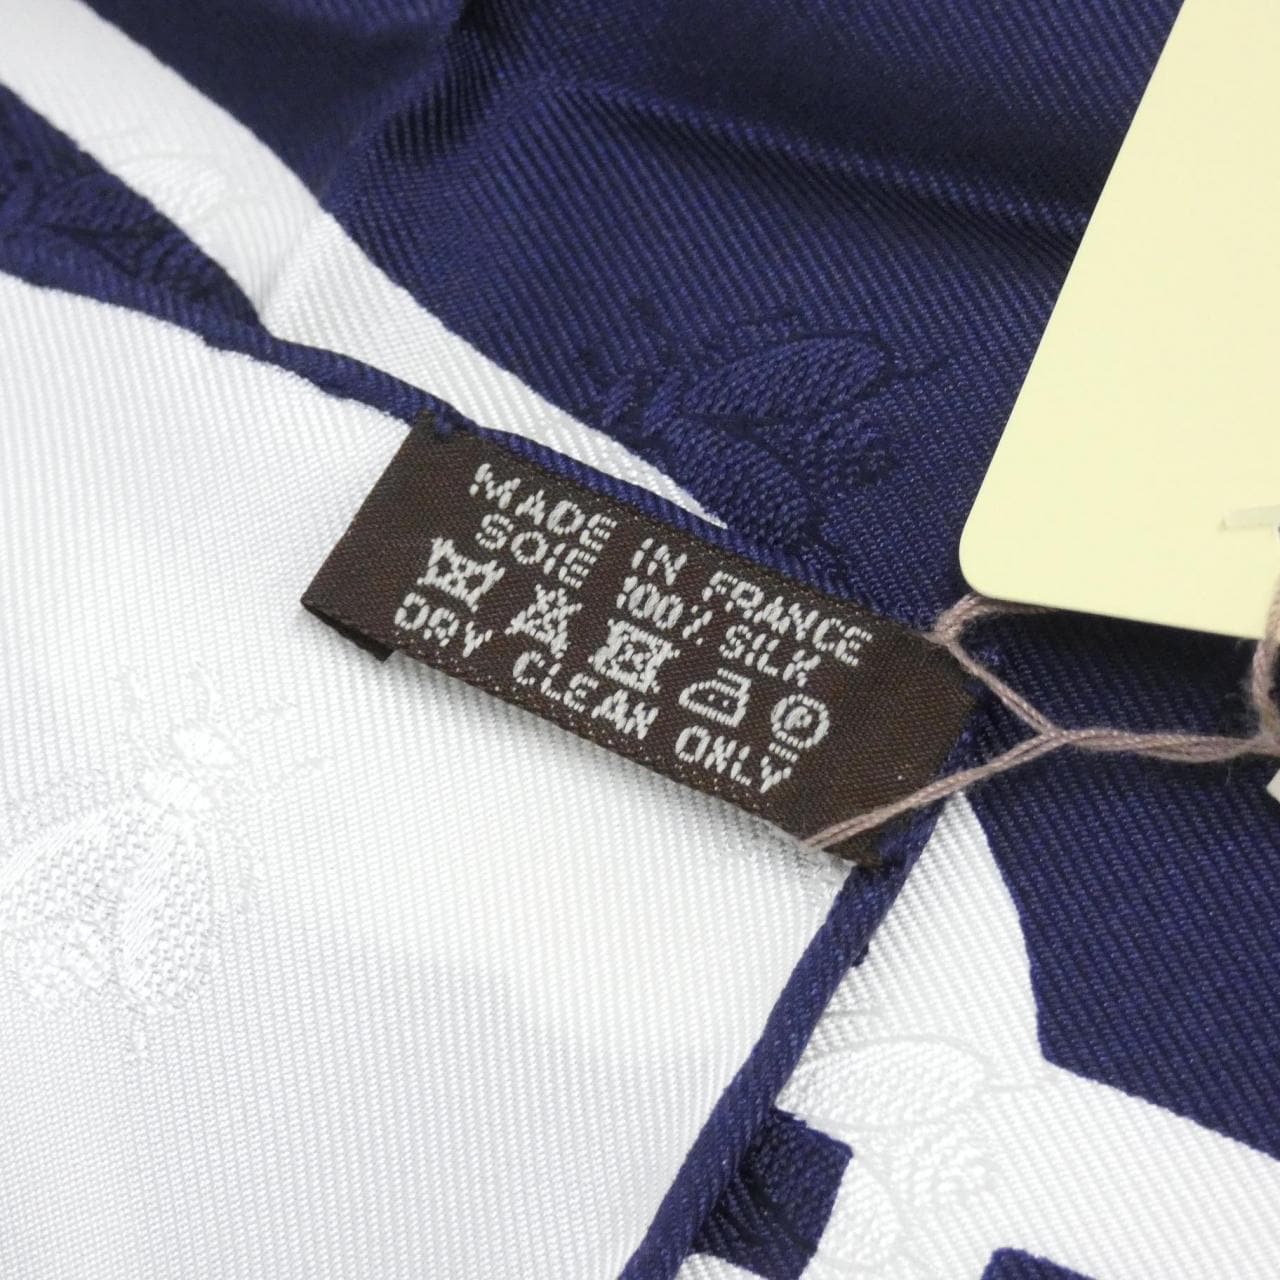 MADE IN FRANCE
SOIE 100% SILK
P
DRY CLEAN ONLY